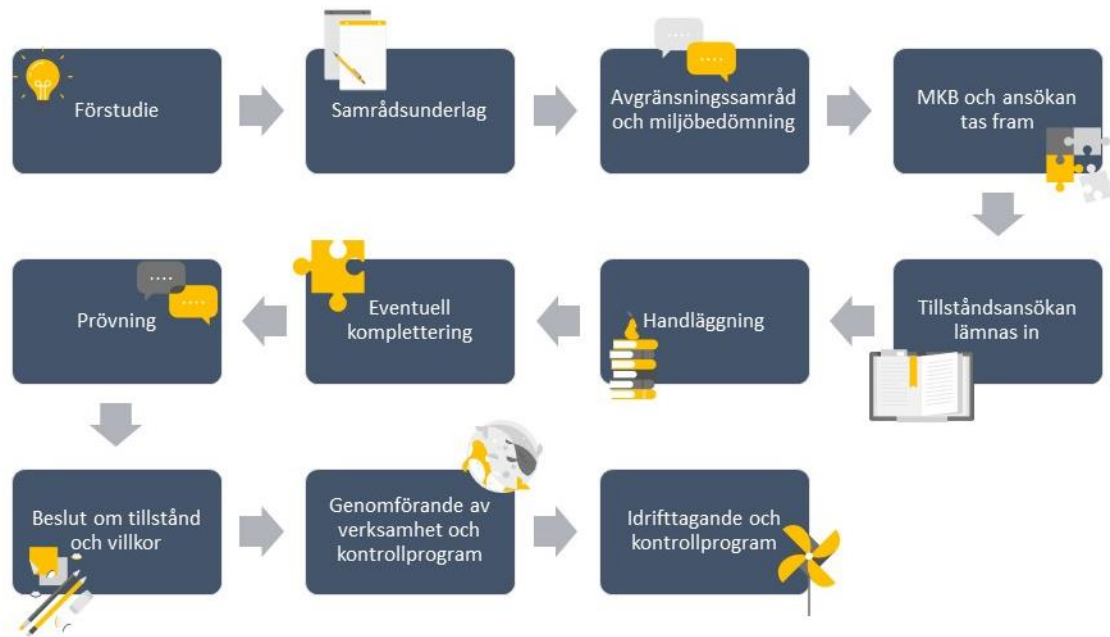 Förstudie
Samrådsunderlag
Avgränsningssamråd
och miljöbedömning
MKB och ansökan
tas fram
Tillståndsansökan
lämnas in
Handläggning
Eventuell
komplettering
Prövning
Beslut om tillstånd
och villkor
Genomförande av
verksamhet och
kontrollprogram
Idrifttagande och
kontrollprogram